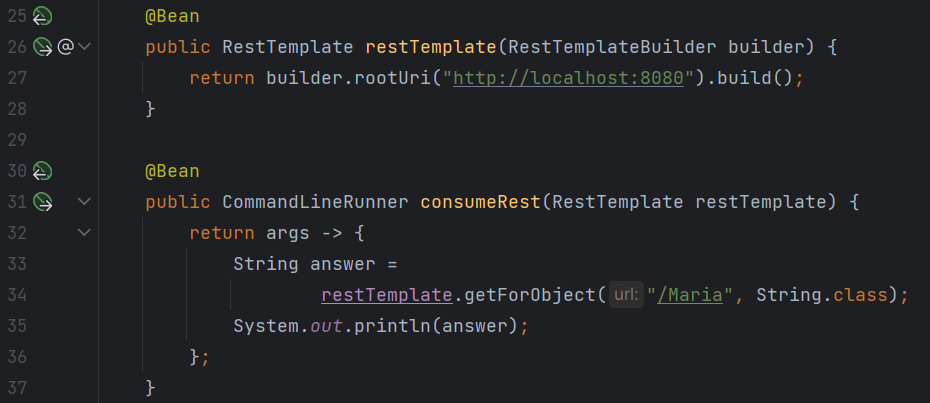 25 @Bean
26 @ public RestTemplate restTemplate(RestTemplateBuilder builder) {
27 return builder.rootUri("http://localhost:8080").build();
28 }
29
30 @Bean
31 public CommandLineRunner consumeRest(RestTemplate restTemplate) {
32 return args -> {
33 String answer =
34 restTemplate.getForObject( url: "/Maria", String.class);
35 System.out.println(answer);
36 };
37 }